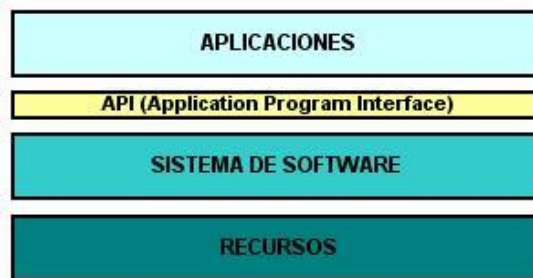 APLICACIONES
API (Application Program Interface)
SISTEMA DE SOFTWARE
RECURSOS